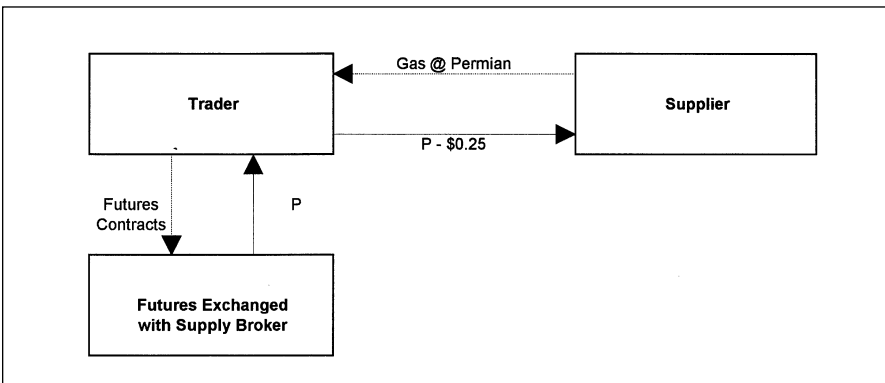 Gas @ Permian
Trader
Supplier
P - $0.25
Futures
Contracts
P
Futures Exchanged
with Supply Broker